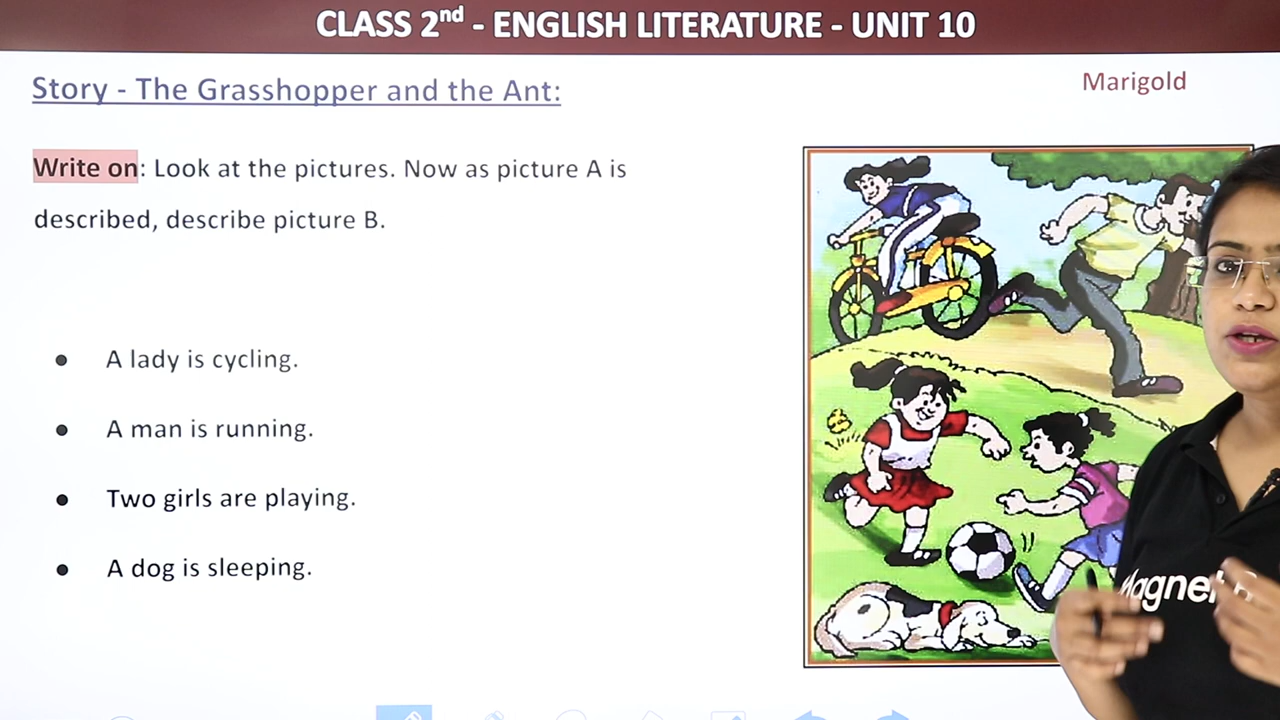 CLASS 2nd - ENGLISH LITERATURE - UNIT 10
Story - The Grasshopper and the Ant:
Marigold
Write on: Look at the pictures. Now as picture A is
described, describe picture B.
• A lady is cycling.
• A man is running.
• Two girls are playing.
• A dog is sleeping.